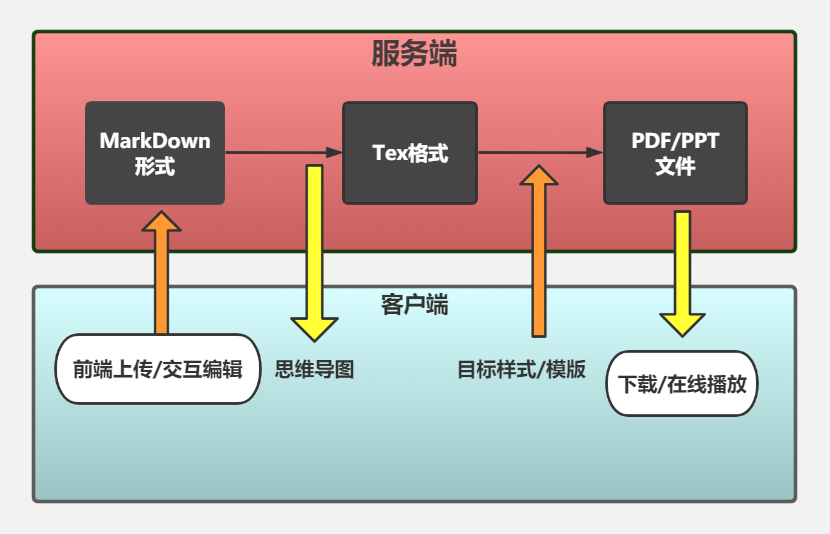 服务端
MarkDown
形式
Tex格式
PDF/PPT
文件
客户端
前端上传/交互编辑
思维导图
目标样式/模版
下载/在线播放